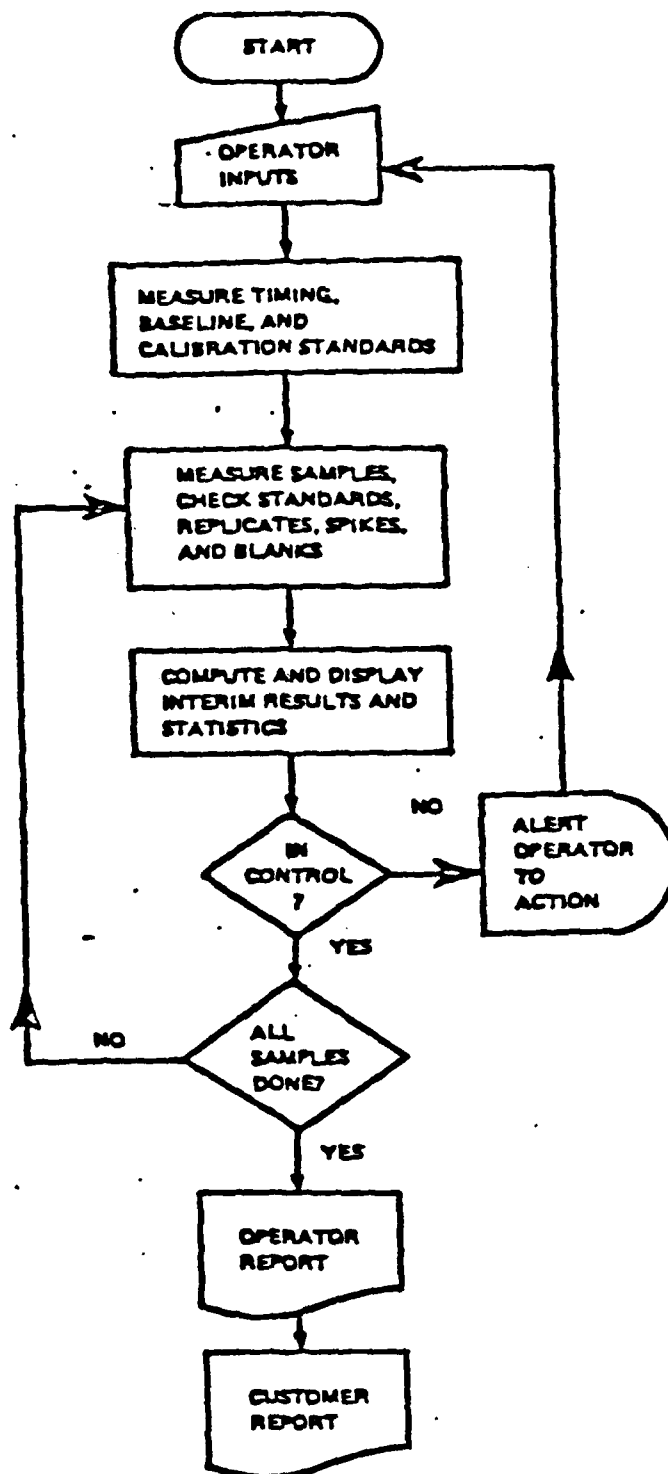 START
OPERATOR
INPUTS
MEASURE TIMING,
BASELINE, AND
CALIBRATION STANDARDS
MEASURE SAMPLES,
CHECK STANDARDS,
REPLICATES, SPIKES,
AND BLANKS
COMPUTE AND DISPLAY
INTERIM RESULTS AND
STATISTICS
IN
CONTROL
?
NO
ALERT
OPERATOR
TO
ACTION
YES
ALL
SAMPLES
DONE?
NO
YES
OPERATOR
REPORT
CUSTOMER
REPORT